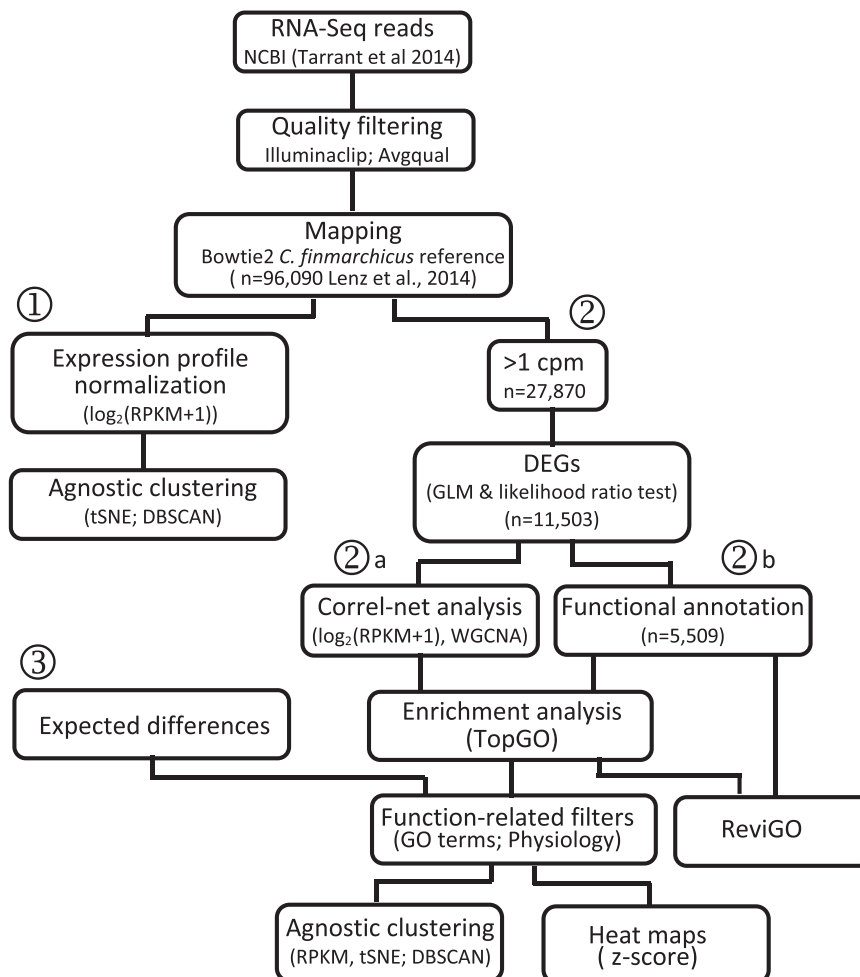 RNA-Seq reads
NCBI (Tarrant et al 2014)
Quality filtering
Illuminaclip; Avgqual
Mapping
Bowtie2 C. finmarchicus reference
( n=96,090 Lenz et al., 2014)
①
②
Expression profile
normalization
(log₂(RPKM+1))
>1 cpm
n=27,870
Agnostic clustering
(tSNE; DBSCAN)
DEGs
(GLM & likelihood ratio test)
(n=11,503)
② a
② b
Correl-net analysis
(log₂(RPKM+1), WGCNA)
Functional annotation
(n=5,509)
③
Expected differences
Enrichment analysis
(TopGO)
Function-related filters
(GO terms; Physiology)
ReviGO
Agnostic clustering
(RPKM, tSNE; DBSCAN)
Heat maps
( z-score)